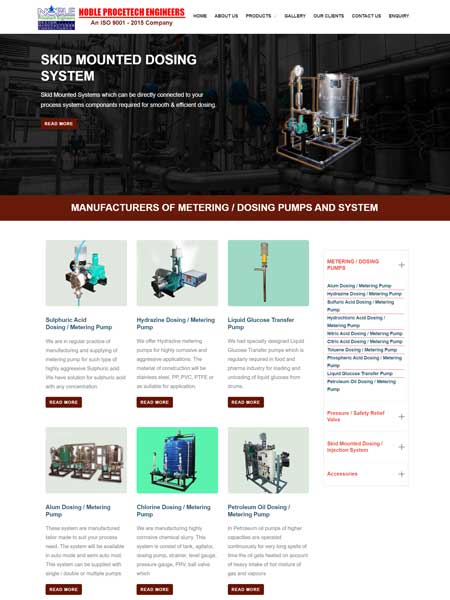 NOBLE
NOBLE PROCETECH ENGINEERS
An ISO 9001 - 2015 Company
HOME ABOUT US PRODUCTS GALLERY OUR CLIENTS CONTACT US ENQUIRY
SKID MOUNTED DOSING
SYSTEM
Skid Mounted Systems which can be directly connected to your
process systems componants required for smooth & efficient dosing.
READ MORE
MANUFACTURERS OF METERING / DOSING PUMPS AND SYSTEM
Sulphuric Acid
Dosing / Metering Pump
We are in regular practice of
manufacturing and supplying of
metering pump for such type of
highly aggressive Sulphuric acid.
We have solution for sulphuric acid
with any concentration.
READ MORE
Hydrazine Dosing / Metering
Pump
We offer Hydrazine metering
pumps for highly corrosive and
aggressive applications. The
material of construction will be
stainless steel, PP, PVC, PTFE or
as suitable for application.
READ MORE
Liquid Glucose Transfer
Pump
We had specially designed Liquid
Glucose Transfer pumps which is
regularly required in food and
pharma industry for loading and
unloading of liquid glucose from
drums.
READ MORE
Alum Dosing / Metering
Pump
These system are manufactured
tailor made to suit your process
need. The system will be available
in auto mode and semi auto mod.
This system can be supplied with
single / double or multiple pumps
READ MORE
Chlorine Dosing / Metering
Pump
We are manufacturing highly
corrosive chemical slurry. This
system is consist of tank, agitator,
dosing pump, strainer, level gauge,
pressure gauge, PRV, ball valve
which
READ MORE
Petroleum Oil Dosing /
Metering Pump
In Petroleum oil pumps of higher
capacities are operated
continuously for very long spells of
time the oil gets heated on amount
of heavy intake of hot mixture of
gas and vapours
READ MORE
METERING / DOSING
PUMPS
Alum Dosing / Metering Pump
Hydrazine Dosing / Metering Pump
Sulfuric Acid Dosing / Metering
Pump
Hydrochloric Acid Dosing /
Metering Pump
Nitric Acid Dosing / Metering Pump
Citric Acid Dosing / Metering Pump
Toluene Dosing / Metering Pump
Phospheric Acid Dosing / Metering
Pump
Liquid Glucose Transfer Pump
Petroleum Oil Dosing / Metering
Pump
Pressure / Safety Relief
Valve
Skid Mounted Dosing /
Injection System
Accessories